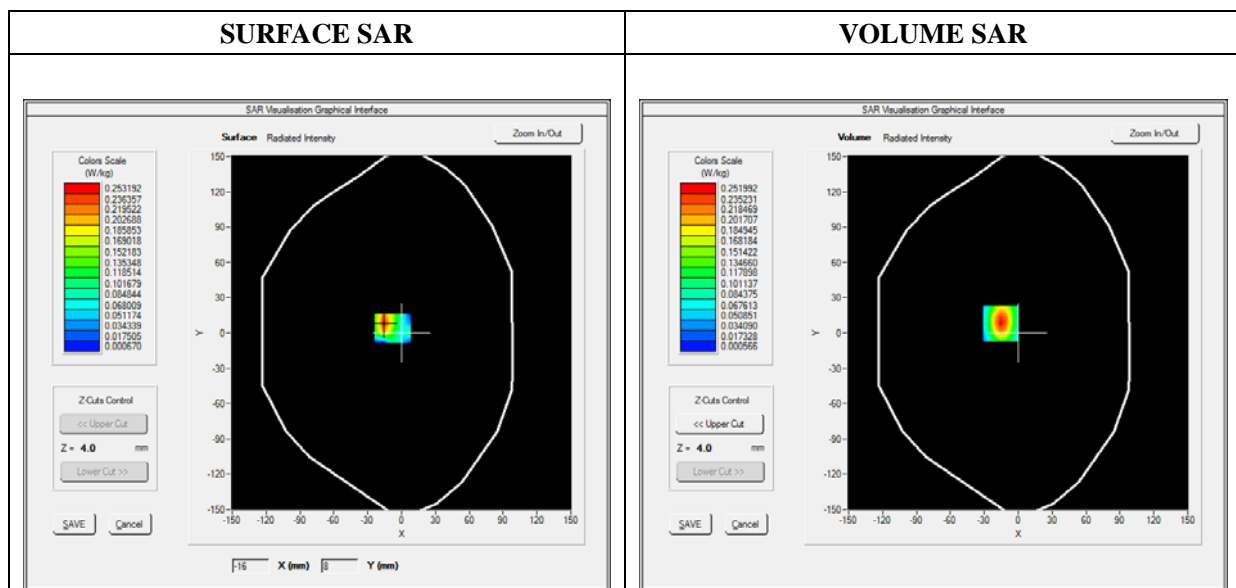 SURFACE SAR
VOLUME SAR
SAR Visualisation Graphical Interface
Surface Radiated Intensity
Zoom In/Out
Colors Scale
(W/kg)
0.253192
0.236357
0.219522
0.202688
0.185853
0.169018
0.152183
0.135348
0.118514
0.101679
0.084844
0.068009
0.051174
0.034339
0.017505
0.000670
Z-Cuts Control
<< Upper Cut
Z = 4.0 mm
Lower Cut >>
SAVE Cancel
150
120
90
60
30
0
-30
-60
-90
-120
-150
Y
-150 -120 -90 -60 -30 0 30 60 90 120 150
X
-16 X (mm) 8 Y (mm)
SAR Visualisation Graphical Interface
Volume Radiated Intensity
Zoom In/Out
Colors Scale
(W/kg)
0.251992
0.235231
0.218469
0.201707
0.184945
0.168184
0.151422
0.134660
0.117898
0.101137
0.084375
0.067613
0.050851
0.034090
0.017328
0.000566
Z-Cuts Control
<< Upper Cut
Z = 4.0 mm
Lower Cut >>
SAVE Cancel
150
120
90
60
30
0
-30
-60
-90
-120
-150
Y
-150 -120 -90 -60 -30 0 30 60 90 120 150
X